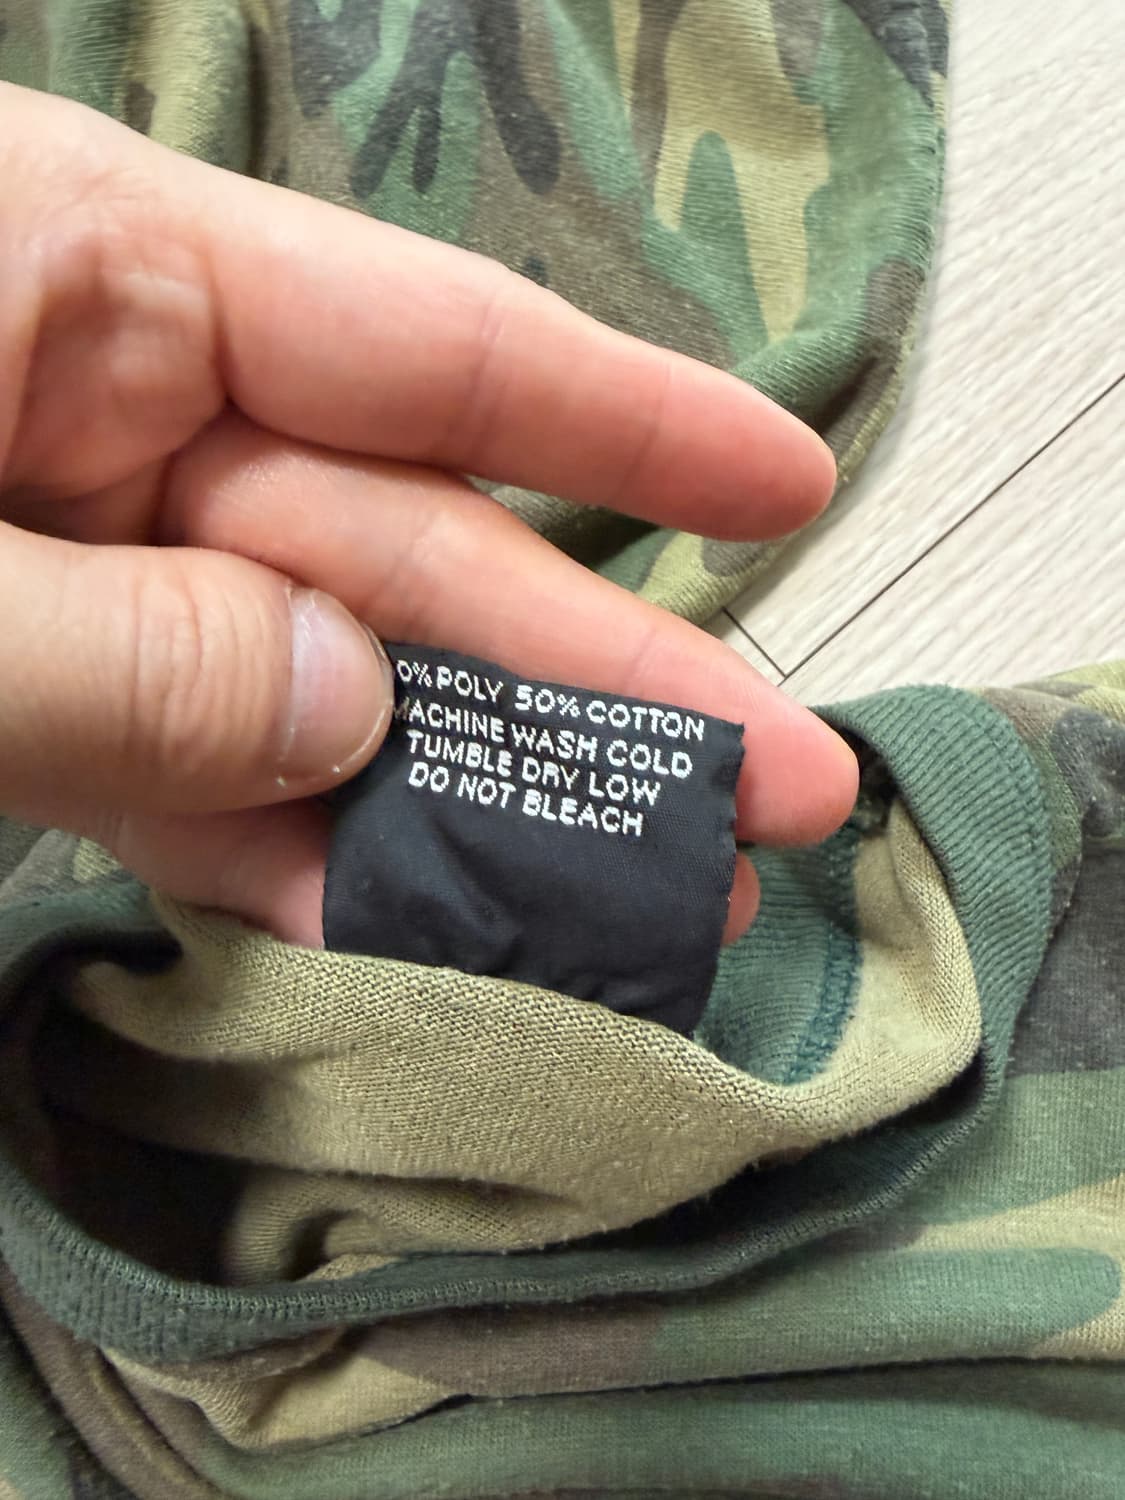 0% POLY 50% COTTON
MACHINE WASH COLD
TUMBLE DRY LOW
DO NOT BLEACH